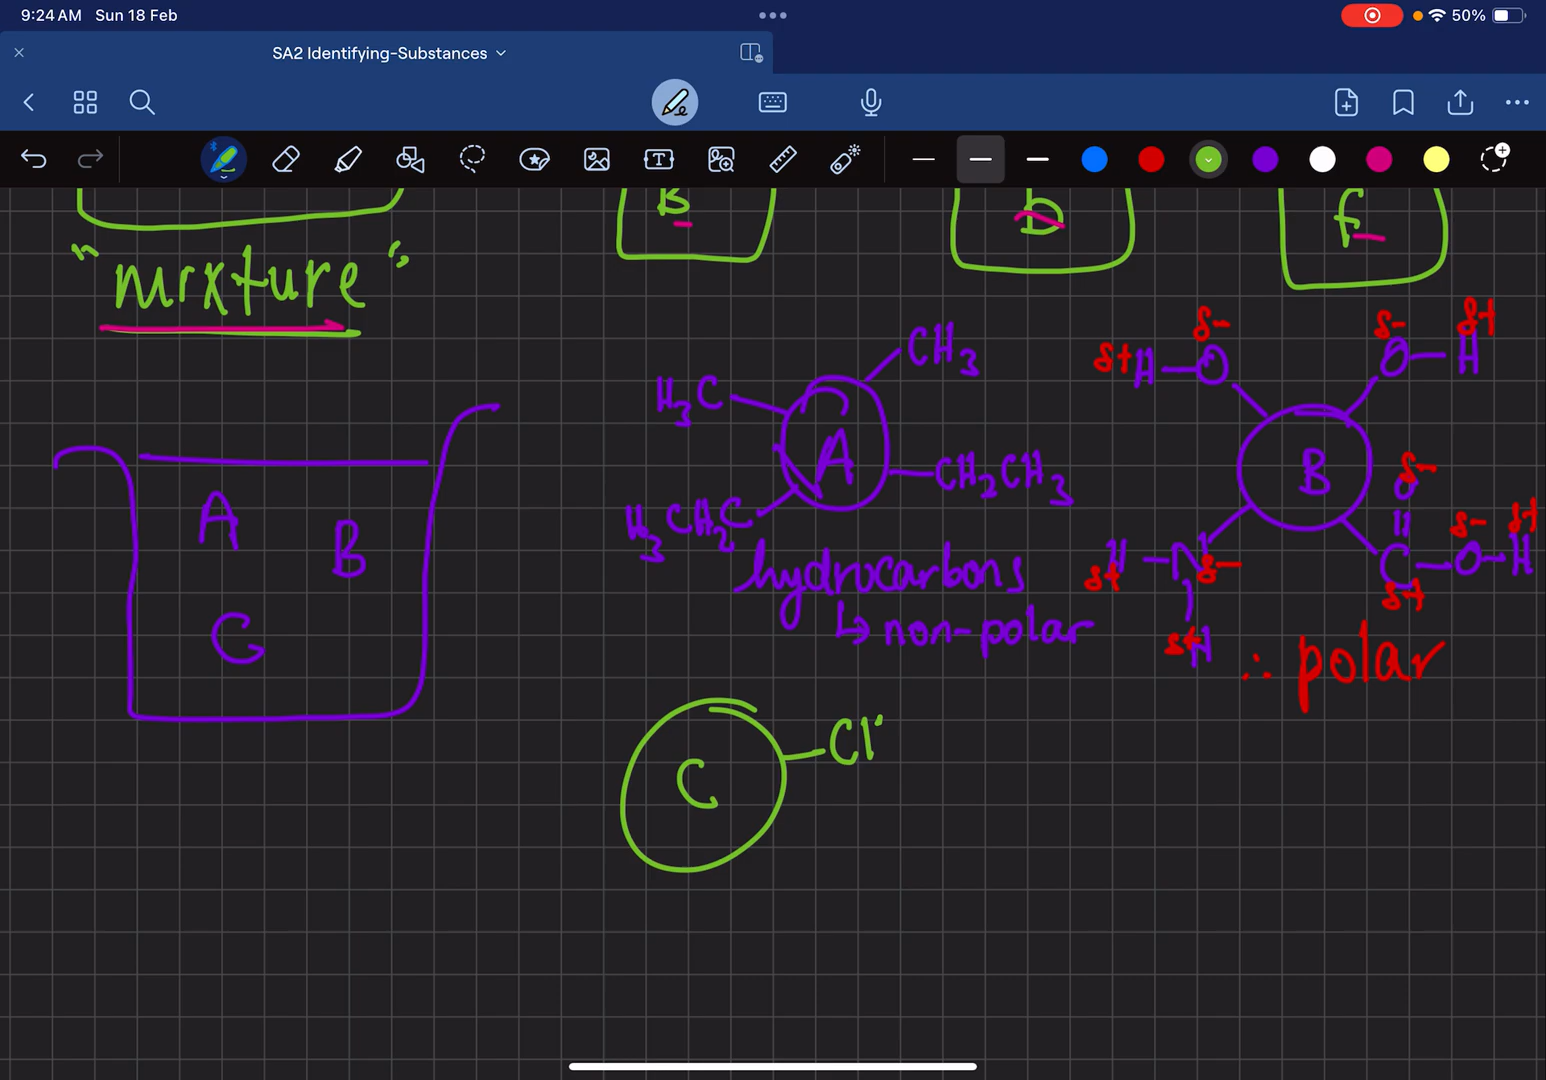 9:24 AM Sun 18 Feb
50%
SA2 Identifying-Substances
T
B
D
f
"mixture"
A
B
C
H₃C
CH₃
A
CH₂CH₃
H₃CH₂C
hydrocarbons
↳ non-polar
δ+ H—O δ-
δ- O—H δ+
B
O δ-
||
C—O—H
δ+ δ- δ+
δ+ H—N δ-
|
δ+ H
∴ polar
C
Cl